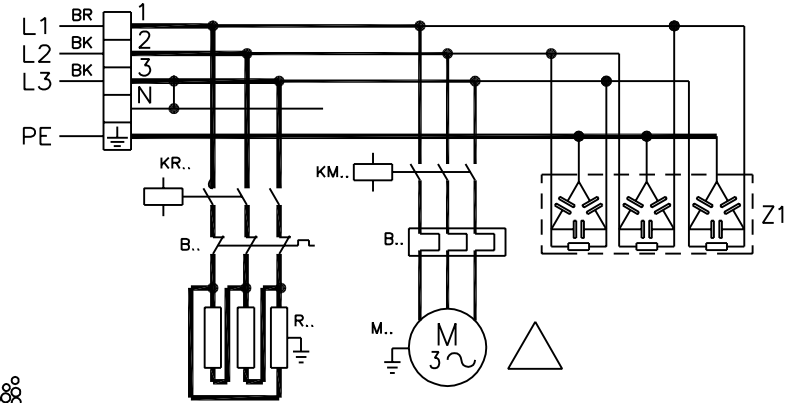 L1 BR 1
L2 BK 2
L3 BK 3
N
PE
KR..
KM..
B..
B..
Z1
R..
M..
M
3